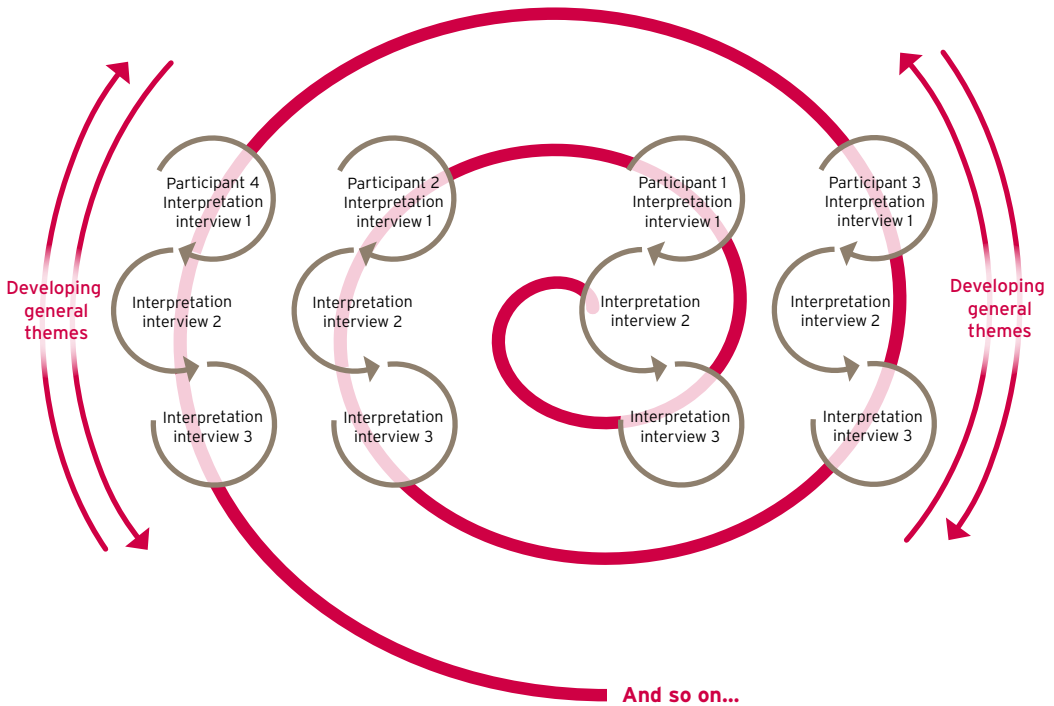 Participant 4
Interpretation
interview 1
Participant 2
Interpretation
interview 1
Participant 1
Interpretation
interview 1
Participant 3
Interpretation
interview 1
Developing
general
themes
Interpretation
interview 2
Interpretation
interview 2
Interpretation
interview 2
Interpretation
interview 2
Developing
general
themes
Interpretation
interview 3
Interpretation
interview 3
Interpretation
interview 3
Interpretation
interview 3
And so on...